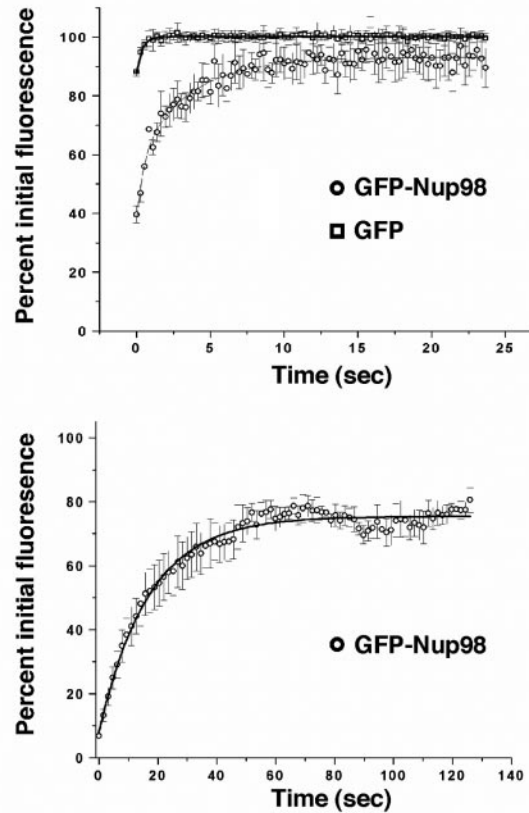 Percent initial fluorescence
100
80
60
40
20
0
GFP-Nup98
GFP
0 5 10 15 20 25
Time (sec)
Percent initial fluoresence
100
80
60
40
20
0
GFP-Nup98
0 20 40 60 80 100 120 140
Time (sec)